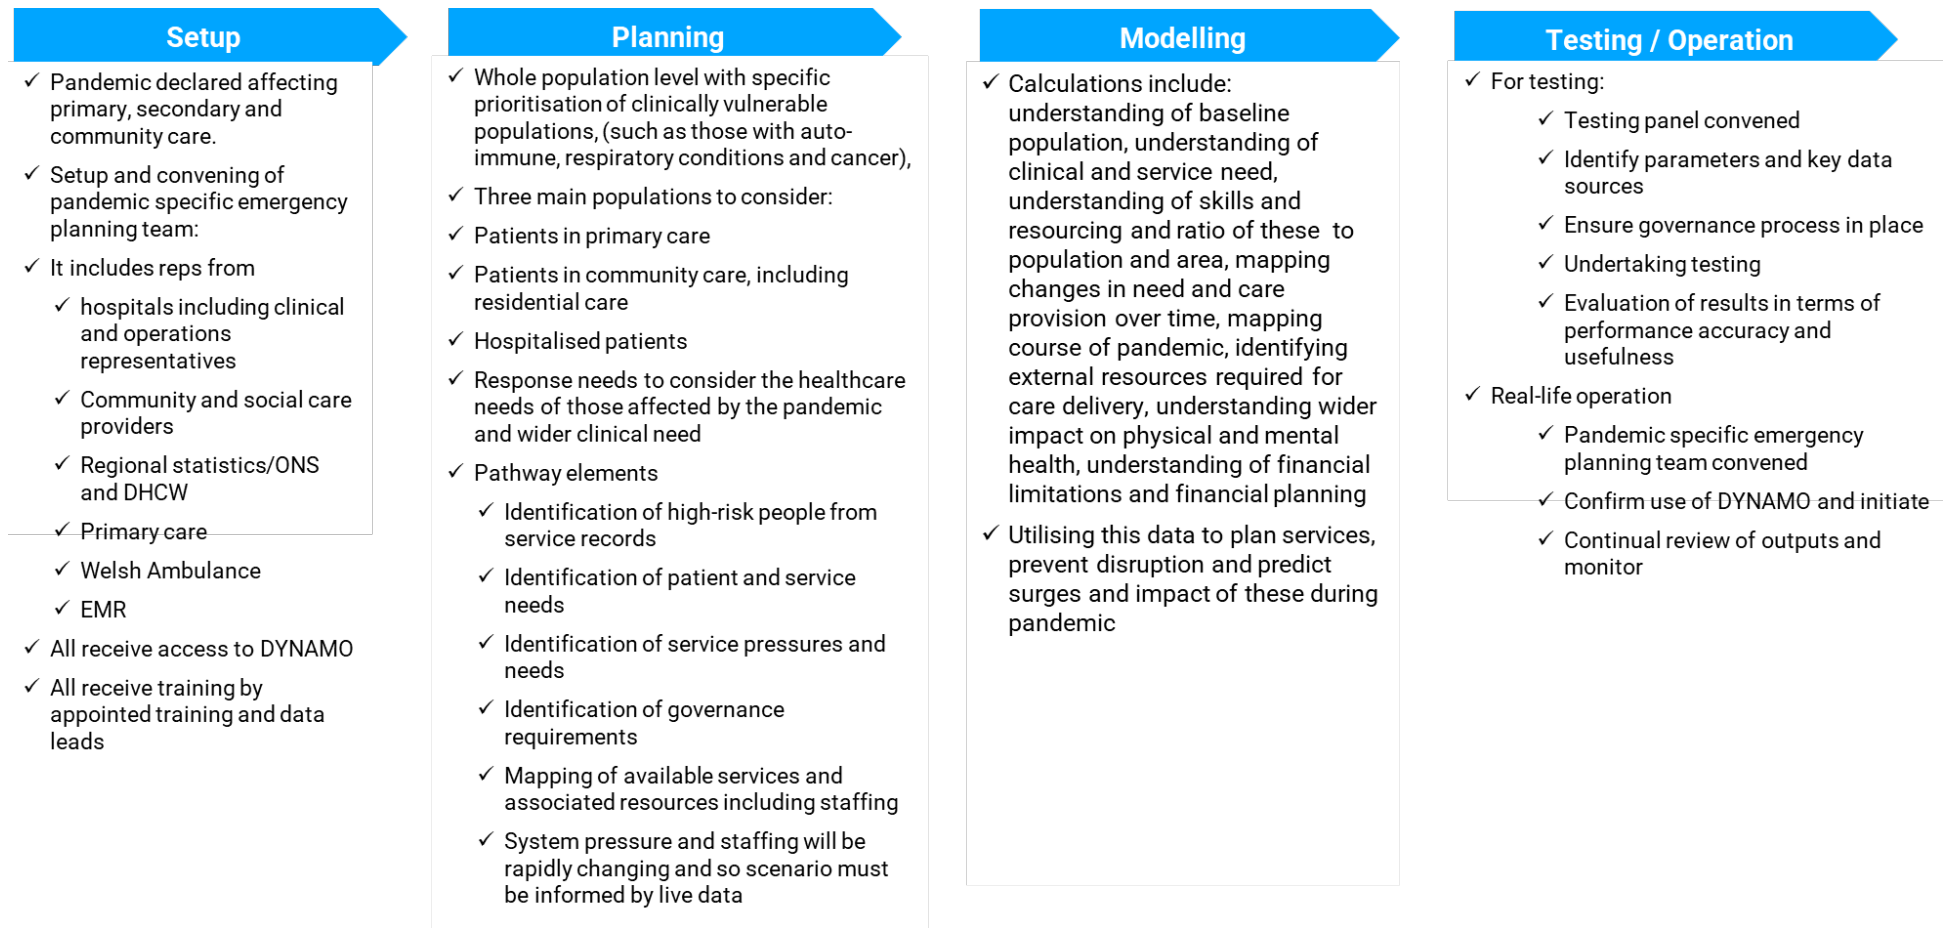 Setup
Pandemic declared affecting
primary, secondary and
community care.
Setup and convening of
pandemic specific emergency
planning team:
It includes reps from
hospitals including clinical
and operations
representatives
Community and social care
providers
Regional statistics/ONS
and DHCW
Primary care
Welsh Ambulance
EMR
All receive access to DYNAMO
All receive training by
appointed training and data
leads
Planning
Whole population level with specific
prioritisation of clinically vulnerable
populations, (such as those with auto-
immune, respiratory conditions and cancer),
Three main populations to consider:
Patients in primary care
Patients in community care, including
residential care
Hospitalised patients
Response needs to consider the healthcare
needs of those affected by the pandemic
and wider clinical need
Pathway elements
Identification of high-risk people from
service records
Identification of patient and service
needs
Identification of service pressures and
needs
Identification of governance
requirements
Mapping of available services and
associated resources including staffing
System pressure and staffing will be
rapidly changing and so scenario must
be informed by live data
Modelling
Calculations include:
understanding of baseline
population, understanding of
clinical and service need,
understanding of skills and
resourcing and ratio of these to
population and area, mapping
changes in need and care
provision over time, mapping
course of pandemic, identifying
external resources required for
care delivery, understanding wider
impact on physical and mental
health, understanding of financial
limitations and financial planning
Utilising this data to plan services,
prevent disruption and predict
surges and impact of these during
pandemic
Testing / Operation
For testing:
Testing panel convened
Identify parameters and key data
sources
Ensure governance process in place
Undertaking testing
Evaluation of results in terms of
performance accuracy and
usefulness
Real-life operation
Pandemic specific emergency
planning team convened
Confirm use of DYNAMO and initiate
Continual review of outputs and
monitor